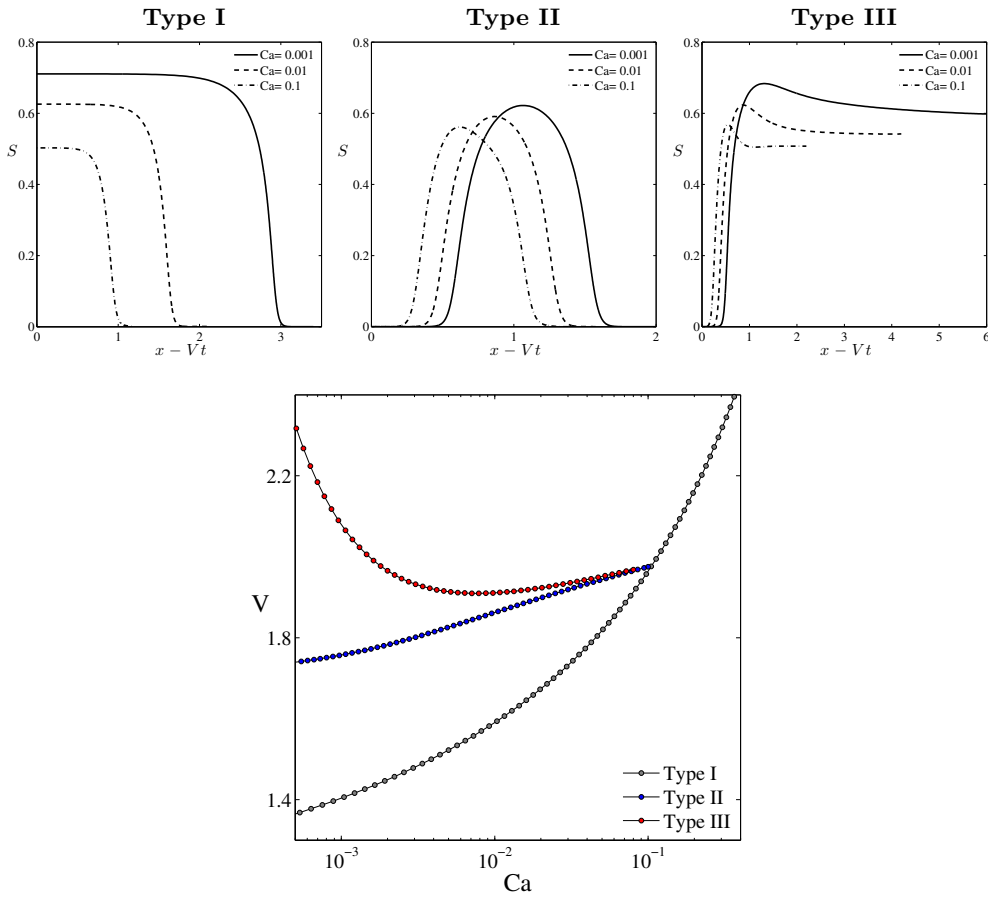 Type I
0.8
0.6
S
0.4
0.2
0
0
1
2
3
x − V t
Ca= 0.001
Ca= 0.01
Ca= 0.1
Type II
0.8
0.6
S
0.4
0.2
0
0
1
2
x − V t
Ca= 0.001
Ca= 0.01
Ca= 0.1
Type III
0.8
0.6
S
0.4
0.2
0
0
1
2
3
4
5
6
x − V t
Ca= 0.001
Ca= 0.01
Ca= 0.1
2.2
V
1.8
1.4
10⁻³
10⁻²
10⁻¹
Ca
Type I
Type II
Type III